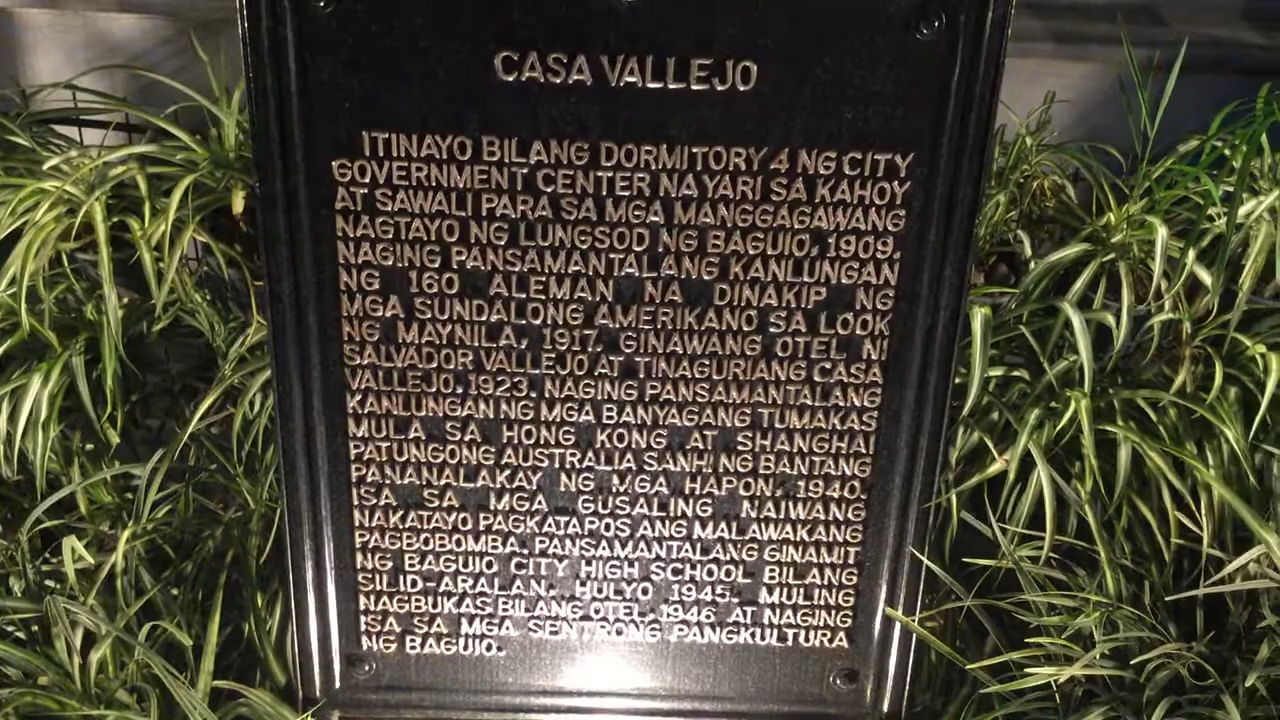 CASA VALLEJO
ITINAYO BILANG DORMITORY 4 NG CITY
GOVERNMENT CENTER NA YARI SA KAHOY
AT SAWALI PARA SA MGA MANGGAGAWANG
NAGTAYO NG LUNGSOD NG BAGUIO, 1909.
NAGING PANSAMANTALANG KANLUNGAN
NG 160 ALEMAN NA DINAKIP NG
MGA SUNDALONG AMERIKANO SA LOOK
NG MAYNILA, 1917. GINAWANG OTEL NI
SALVADOR VALLEJO AT TINAGURIANG CASA
VALLEJO, 1923. NAGING PANSAMANTALANG
KANLUNGAN NG MGA BANYAGANG TUMAKAS
MULA SA HONG KONG AT SHANGHAI
PATUNGONG AUSTRALIA SANHI NG BANTANG
PANANALAKAY NG MGA HAPON, 1940.
ISA SA MGA GUSALING NAIWANG
NAKATAYO PAGKATAPOS ANG MALAWAKANG
PAGBOBOMBA. PANSAMANTALANG GINAMIT
NG BAGUIO CITY HIGH SCHOOL BILANG
SILID-ARALAN, HULYO 1945. MULING
NAGBUKAS BILANG OTEL, 1946 AT NAGING
ISA SA MGA SENTRONG PANGKULTURA
NG BAGUIO.